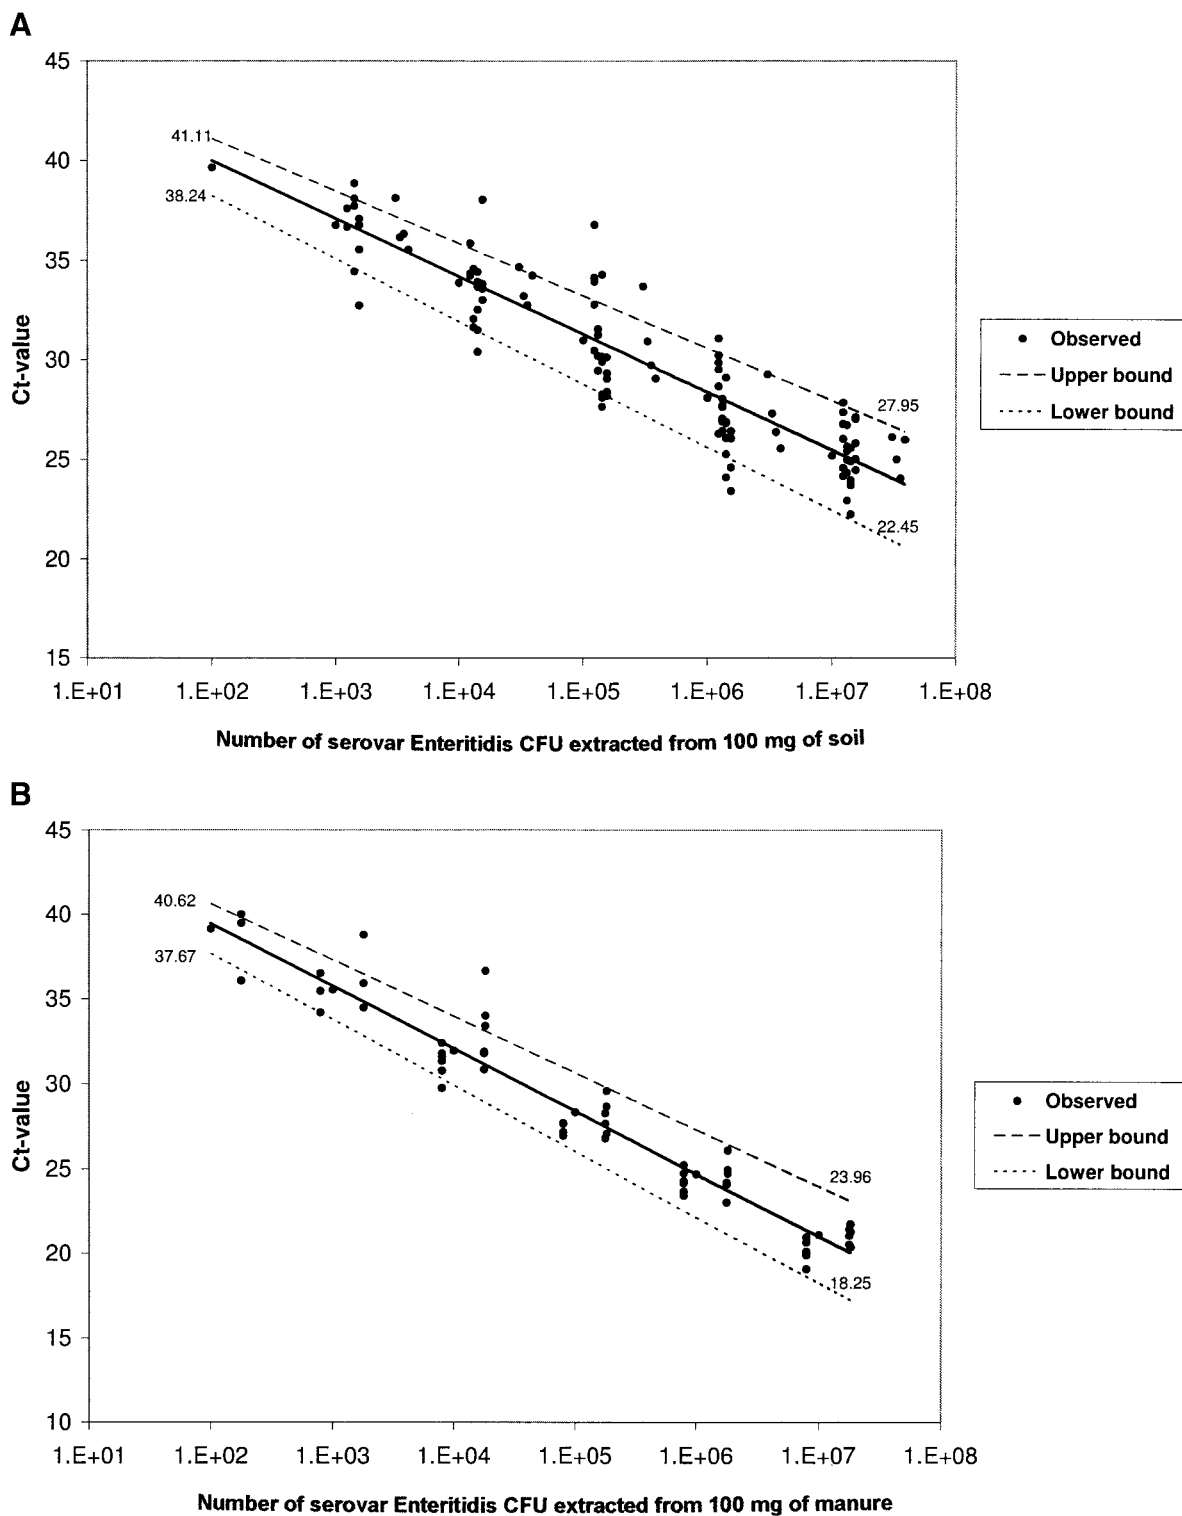 A
45
40
35
30
25
20
15
Ct-value
41.11
38.24
27.95
22.45
1.E+01 1.E+02 1.E+03 1.E+04 1.E+05 1.E+06 1.E+07 1.E+08
Number of serovar Enteritidis CFU extracted from 100 mg of soil
Observed
Upper bound
Lower bound
B
45
40
35
30
25
20
15
10
Ct-value
40.62
37.67
23.96
18.25
1.E+01 1.E+02 1.E+03 1.E+04 1.E+05 1.E+06 1.E+07 1.E+08
Number of serovar Enteritidis CFU extracted from 100 mg of manure
Observed
Upper bound
Lower bound